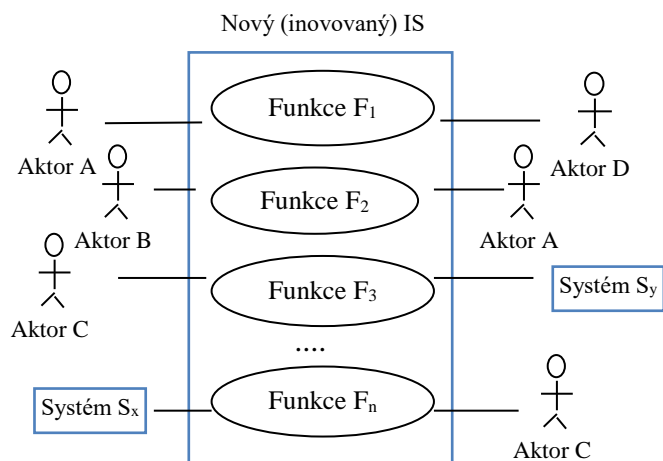 Nový (inovovaný) IS
Funkce F₁
Aktor A
Aktor D
Funkce F₂
Aktor B
Aktor A
Funkce F₃
Systém Sᵧ
Aktor C
....
Systém Sₓ
Funkce Fₙ
Aktor C